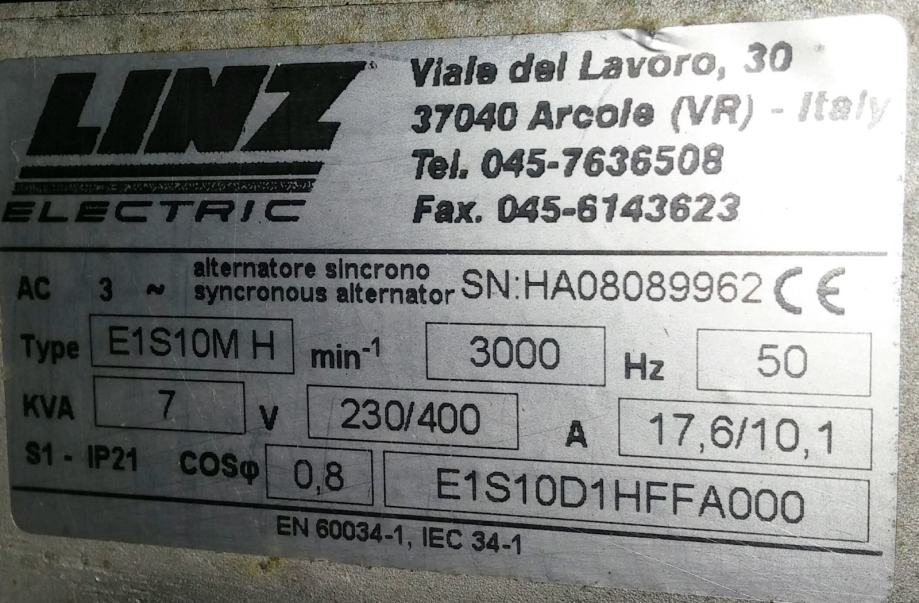 LINZ
ELECTRIC
Viale del Lavoro, 30
37040 Arcole (VR) - Italy
Tel. 045-7636508
Fax. 045-6143623
AC 3 ~ alternatore sincrono
syncronous alternator SN:HA08089962 CE
Type E1S10M H min-1 3000 Hz 50
KVA 7 V 230/400 A 17,6/10,1
S1 - IP21 COSφ 0,8 E1S10D1HFFA000
EN 60034-1, IEC 34-1